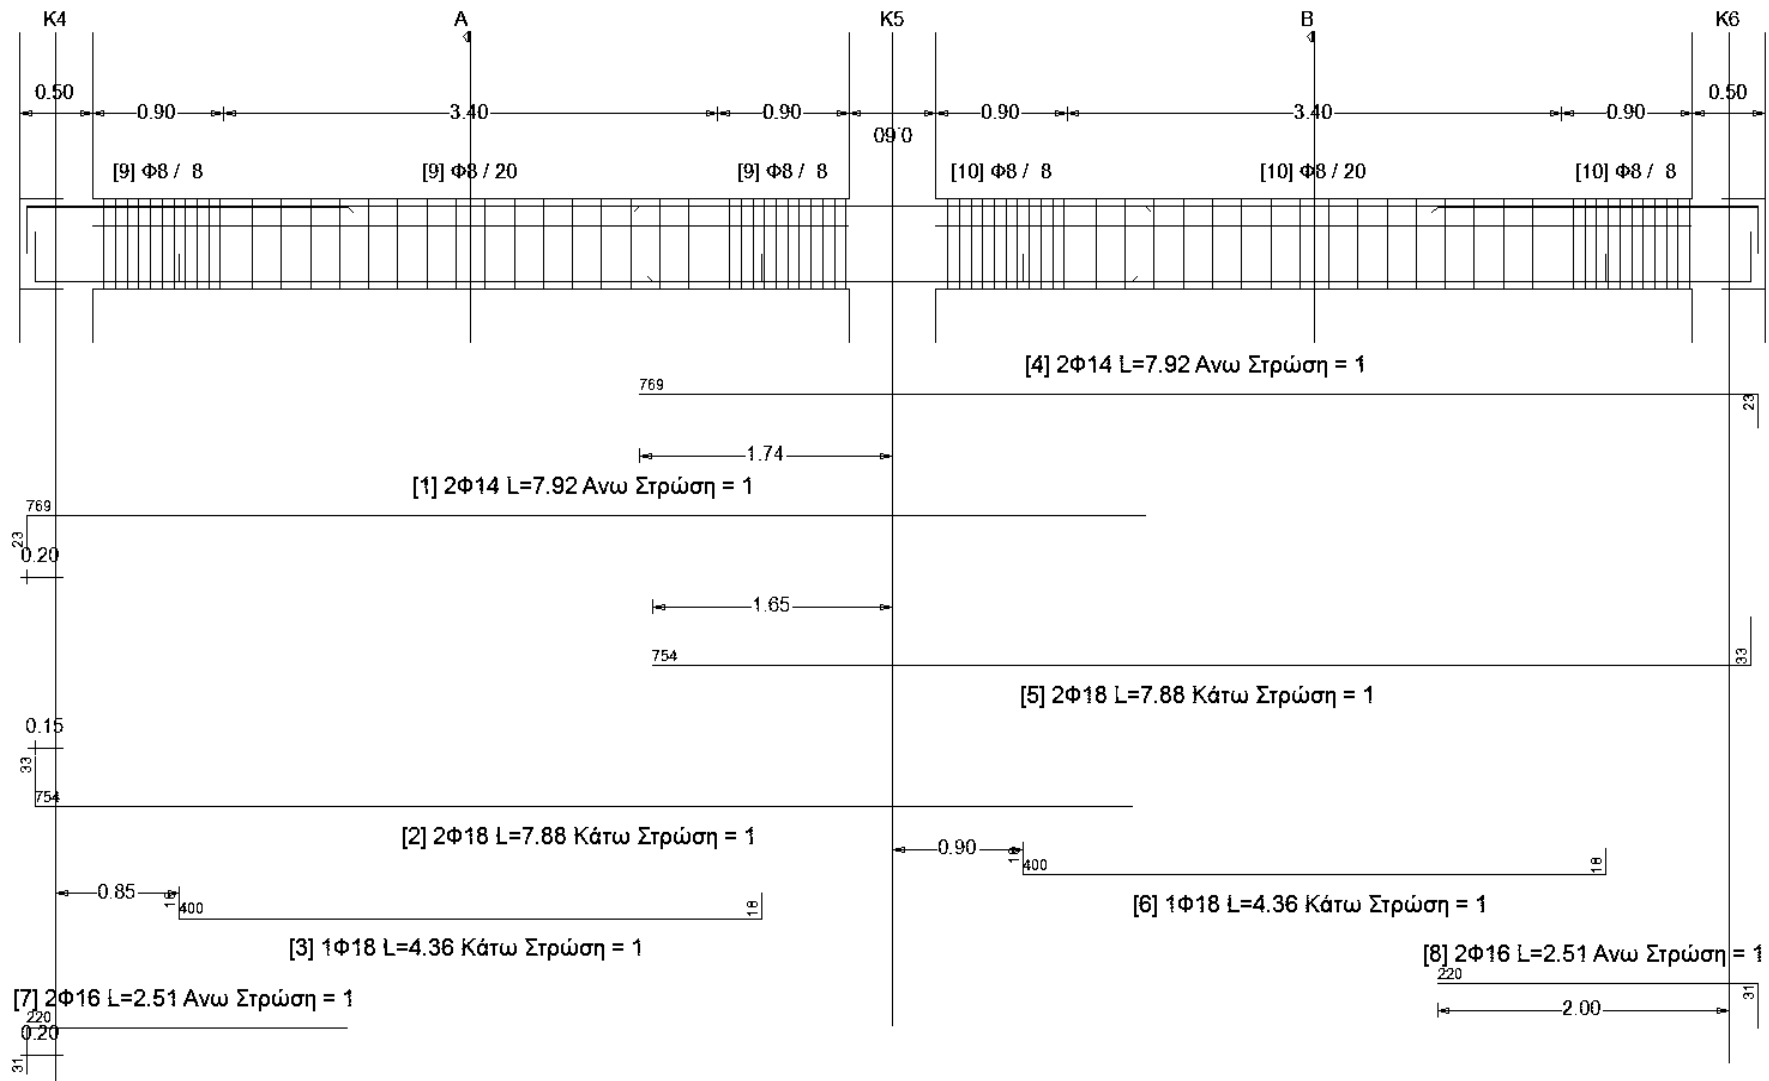 K4 A K5 B K6
0.50 0.90 3.40 0.90 0.60 0.90 3.40 0.90 0.50
[9] Φ8 / 8 [9] Φ8 / 20 [9] Φ8 / 8 [10] Φ8 / 8 [10] Φ8 / 20 [10] Φ8 / 8
[4] 2Φ14 L=7.92 Ανω Στρώση = 1
769 23
1.74
[1] 2Φ14 L=7.92 Ανω Στρώση = 1
769
23
0.20
1.65
754 33
[5] 2Φ18 L=7.88 Κάτω Στρώση = 1
0.15
33
754
[2] 2Φ18 L=7.88 Κάτω Στρώση = 1
0.90 18 400 18
[6] 1Φ18 L=4.36 Κάτω Στρώση = 1
0.85 18 400 18
[3] 1Φ18 L=4.36 Κάτω Στρώση = 1
[8] 2Φ16 L=2.51 Ανω Στρώση = 1
220 31
2.00
[7] 2Φ16 L=2.51 Ανω Στρώση = 1
220
0.20
31